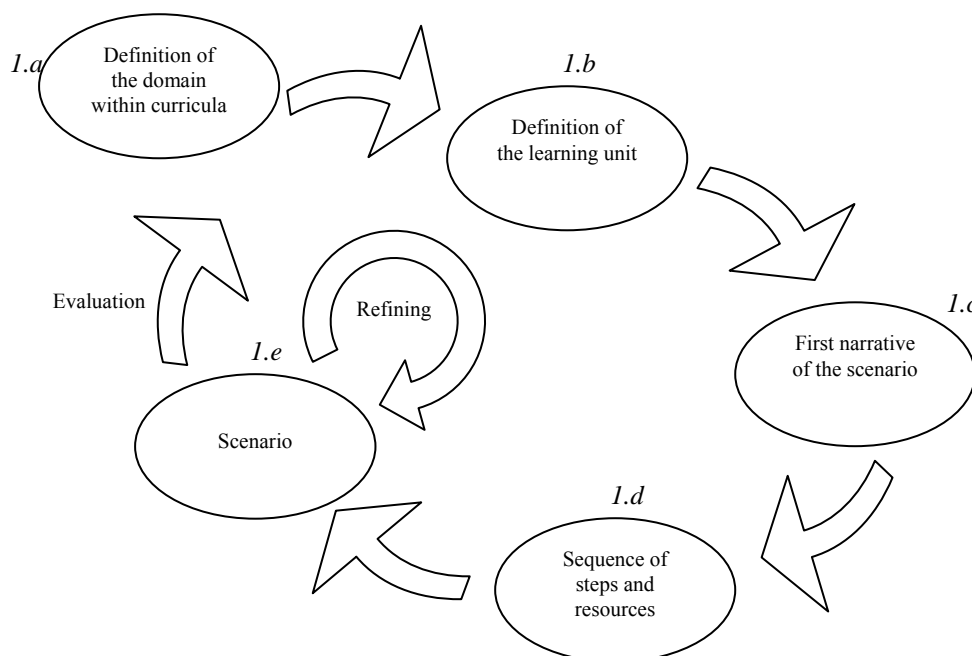 1.a
Definition of
the domain
within curricula
1.b
Definition of
the learning unit
Evaluation
Refining
1.c
First narrative
of the scenario
1.e
Scenario
1.d
Sequence of
steps and
resources